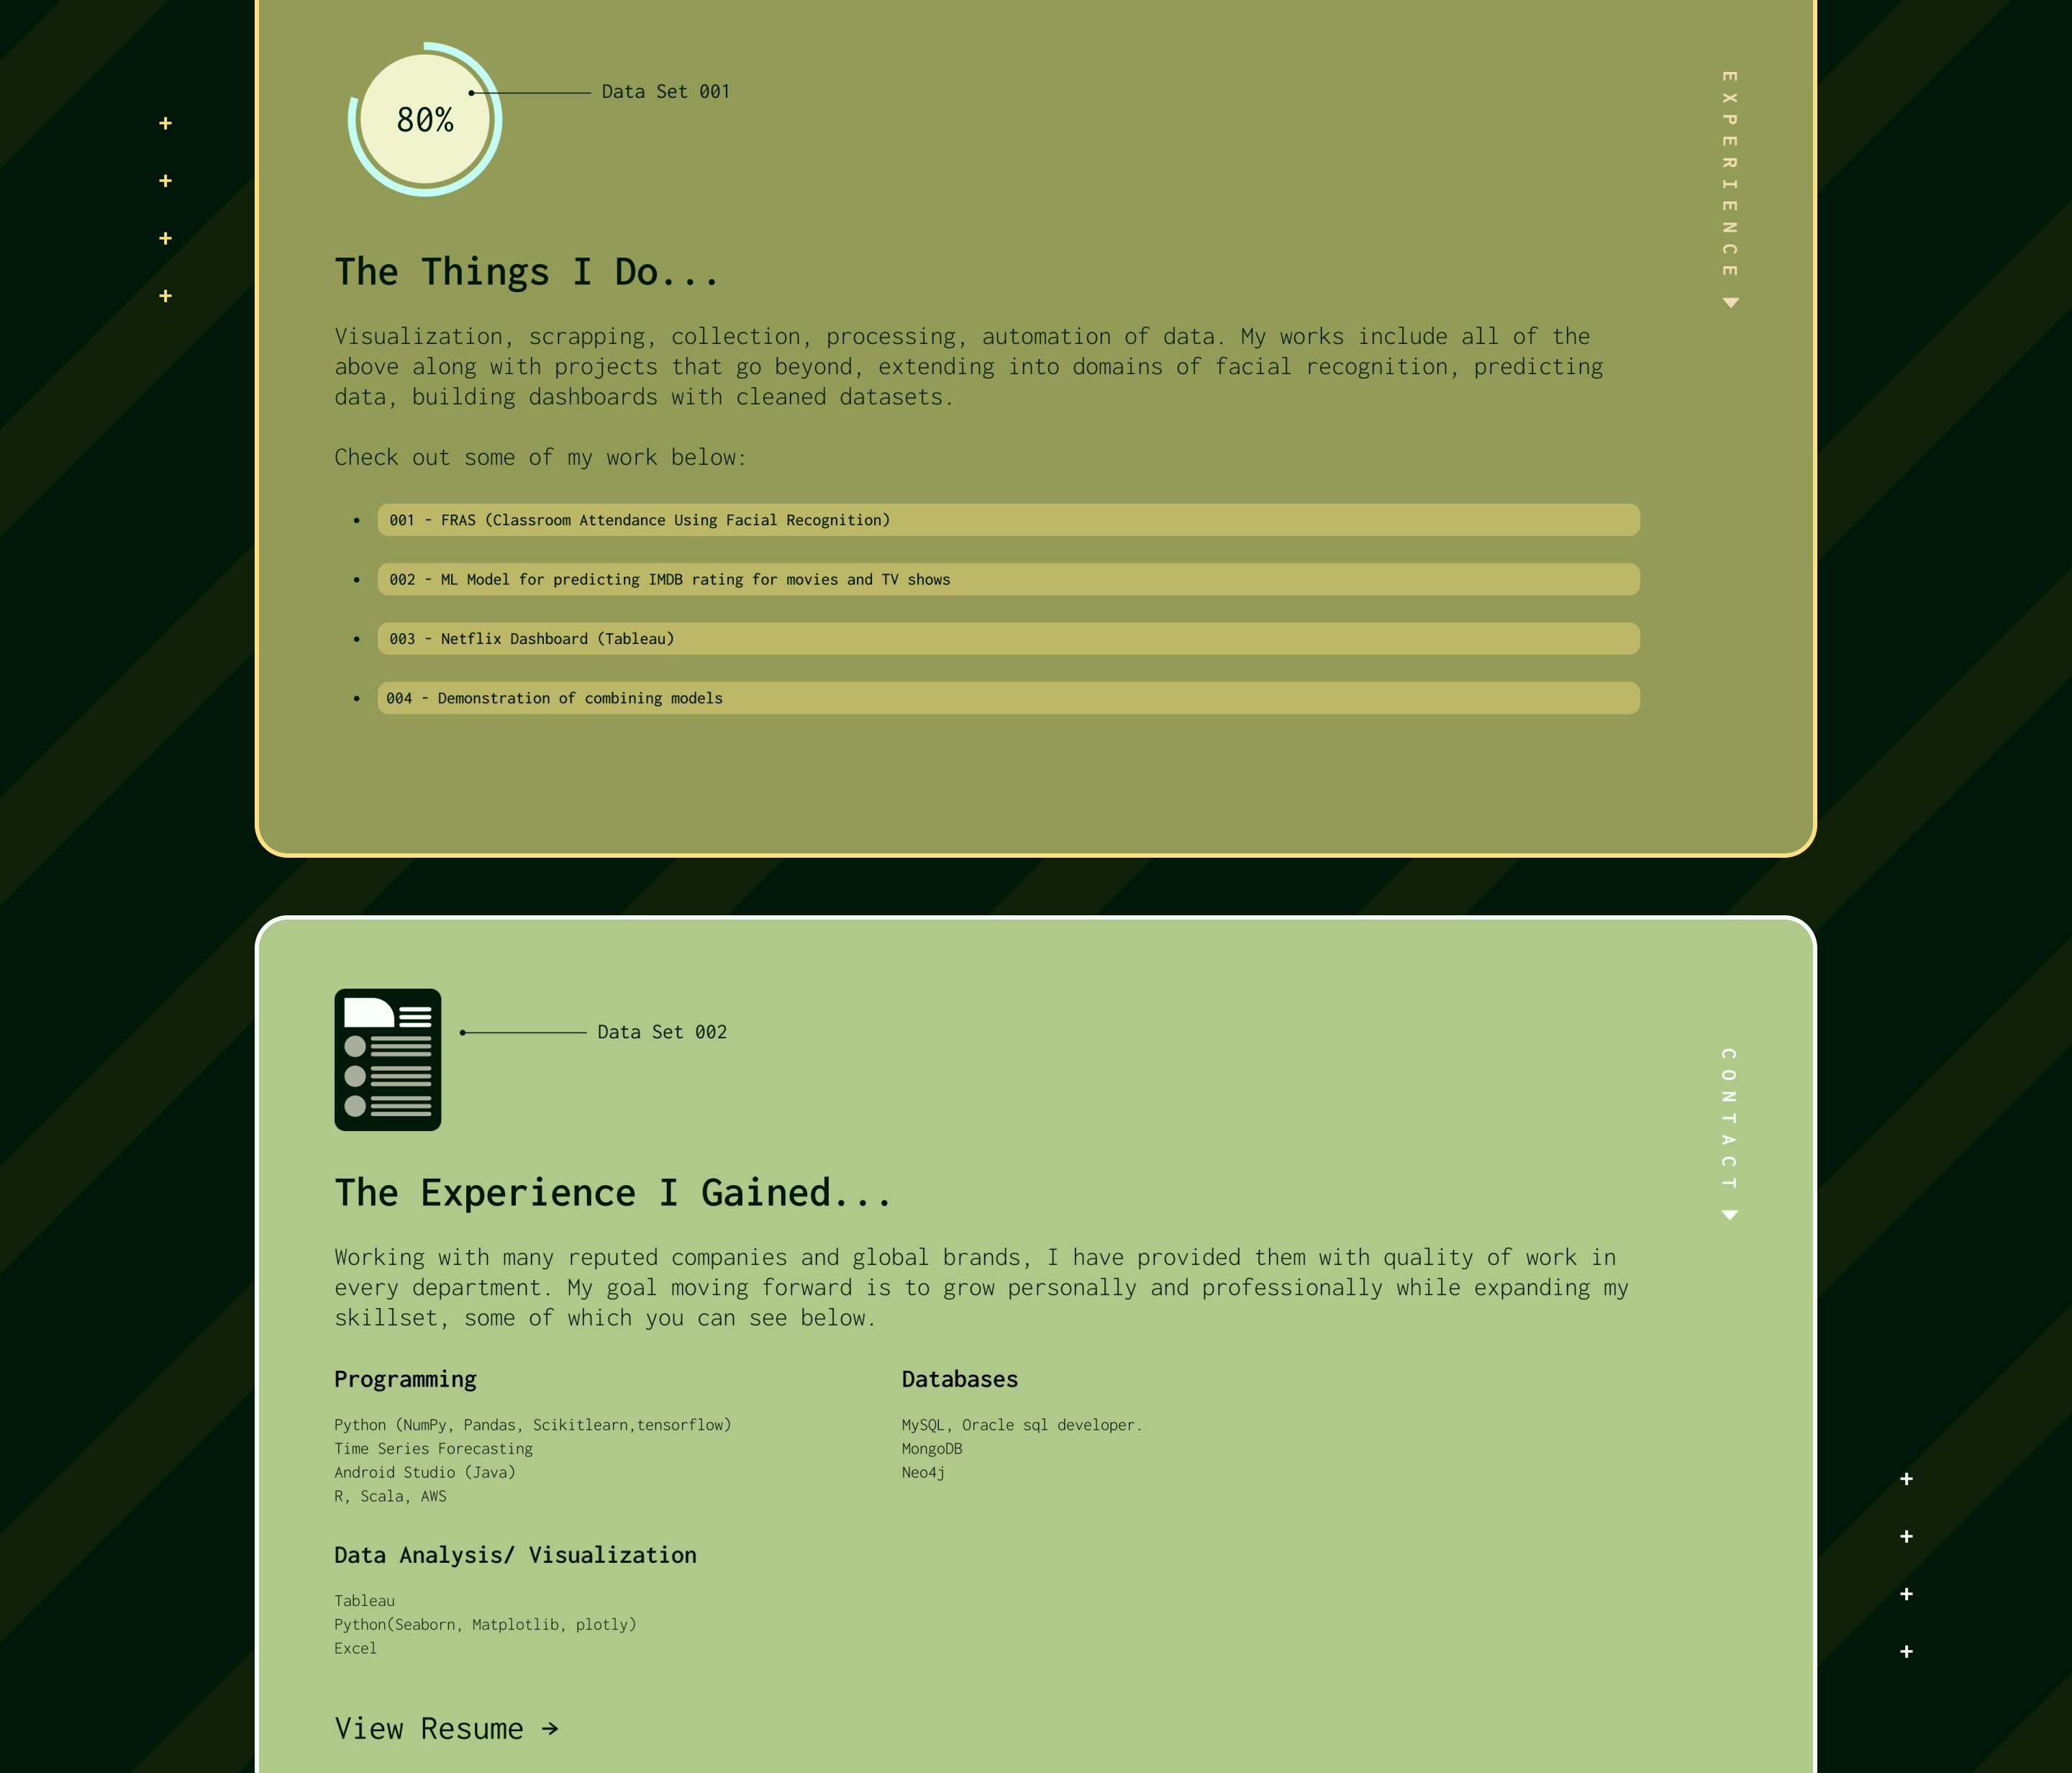 80%
Data Set 001
EXPERIENCE
The Things I Do...
Visualization, scrapping, collection, processing, automation of data. My works include all of the
above along with projects that go beyond, extending into domains of facial recognition, predicting
data, building dashboards with cleaned datasets.
Check out some of my work below:
001 - FRAS (Classroom Attendance Using Facial Recognition)
002 - ML Model for predicting IMDB rating for movies and TV shows
003 - Netflix Dashboard (Tableau)
004 - Demonstration of combining models
Data Set 002
CONTACT
The Experience I Gained...
Working with many reputed companies and global brands, I have provided them with quality of work in
every department. My goal moving forward is to grow personally and professionally while expanding my
skillset, some of which you can see below.
Programming
Python (NumPy, Pandas, Scikitlearn,tensorflow)
Time Series Forecasting
Android Studio (Java)
R, Scala, AWS
Databases
MySQL, Oracle sql developer.
MongoDB
Neo4j
Data Analysis/ Visualization
Tableau
Python(Seaborn, Matplotlib, plotly)
Excel
View Resume →